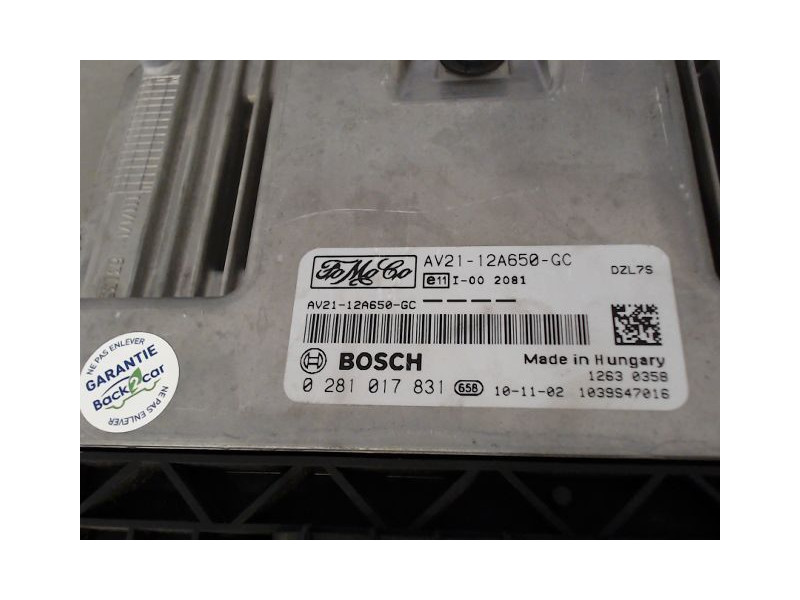 FoMoCo
AV21-12A650-GC
DZL7S
e11 I-00 2081
AV21-12A650-GC
BOSCH
Made in Hungary
1263 0358
0 281 017 831 658 10-11-02 1039S47016
NE PAS ENLEVER
GARANTIE
Back2car
NE PAS ENLEVER